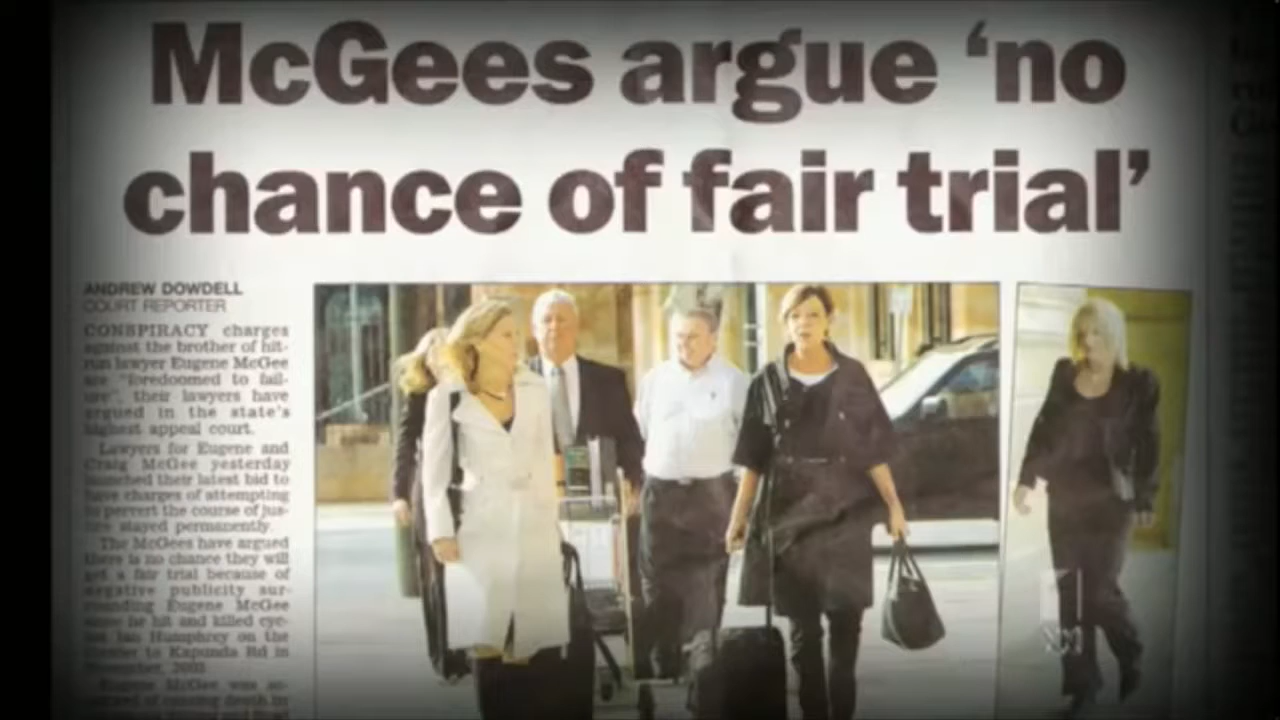 McGees argue ‘no
chance of fair trial’
ANDREW DOWDELL
COURT REPORTER
CONSPIRACY charges
against the brother of hit-
run lawyer Eugene McGee
are “foredoomed to fail-
ure”, their lawyers have
argued in the state’s
highest appeal court.
Lawyers for Eugene and
Craig McGee yesterday
launched their latest bid to
have charges of attempting
to pervert the course of jus-
tice stayed permanently.
The McGees have argued
there is no chance they will
get a fair trial because of
negative publicity sur-
rounding Eugene McGee
since he hit and killed cyc-
list Ian Humphrey on the
Kapunda Rd in
November, 2003
Eugene McGee was
of causing death by